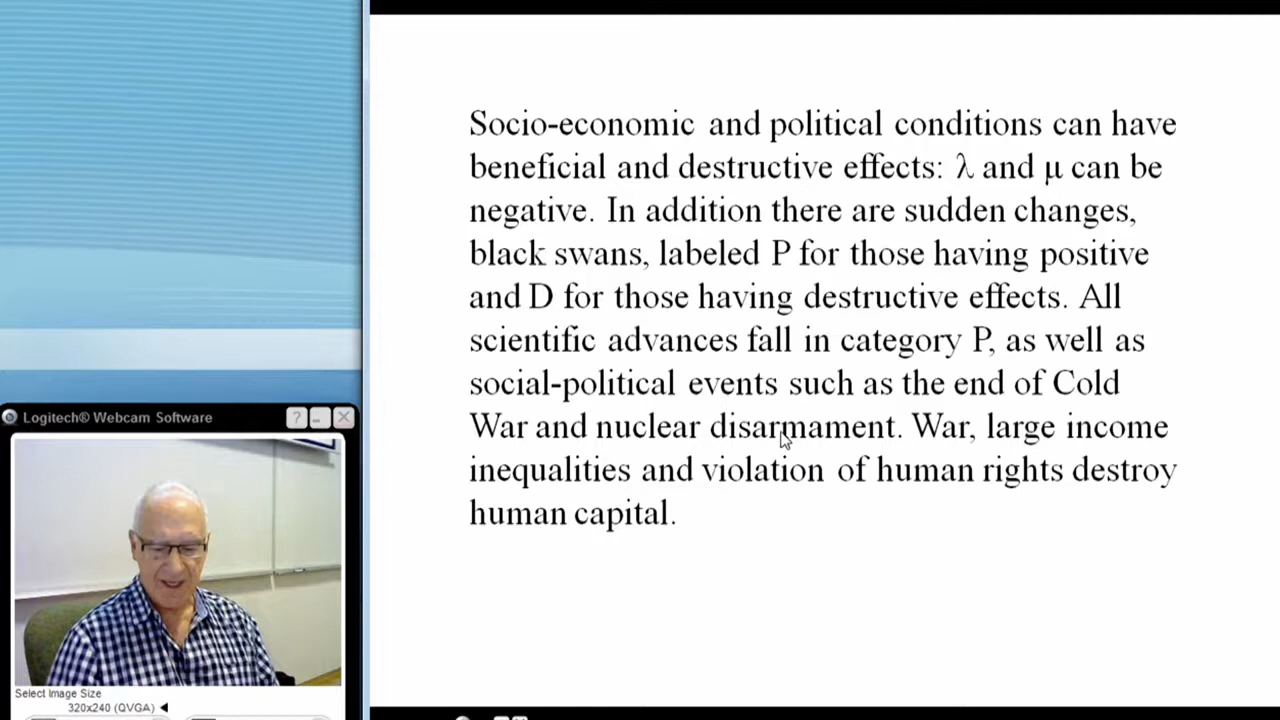 Socio-economic and political conditions can have
beneficial and destructive effects: λ and μ can be
negative. In addition there are sudden changes,
black swans, labeled P for those having positive
and D for those having destructive effects. All
scientific advances fall in category P, as well as
social-political events such as the end of Cold
War and nuclear disarmament. War, large income
inequalities and violation of human rights destroy
human capital.
Logitech® Webcam Software
Select Image Size
320x240 (QVGA)